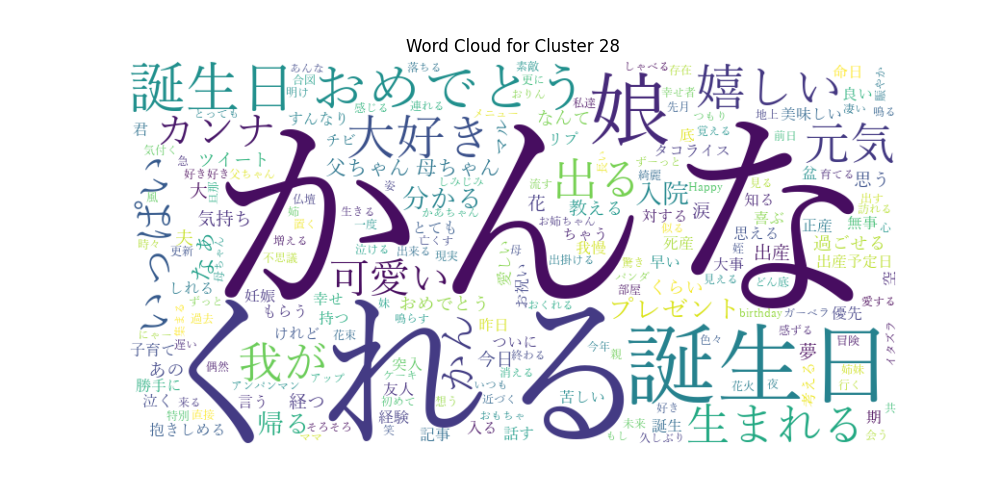 Word Cloud for Cluster 28
誕生日おめでとう
娘
嬉しい
元気
カンナ
大好き
かんな
くれる
誕生日
生まれる
出る
可愛い
我が
いっぱい
かん
帰る
プレゼント
父ちゃん
母ちゃん
分かる
入院
教える
すんなり
なんて
リブ
チビ
マル
私達
しゃべる
存在
幸せ者
先月
命日
良い
賑やか
鳴る
凄い
地上
美味しい
つもり
覚える
前日
底
タコライス
ずーっと
綺麗
盆
育てる
思う
あんな
合図
明け
落ちる
素敵
更に
おりん
メニュー
とっても
感じる
連れる
君
気付く
急
ツイート
好き好き
父ちゃん
大
旦那
風
気持ち
仏壇
姉
置く
姿
しみじみ
かあちゃん
生きる
一度
とても
亡くす
流す
お姉ちゃん
対する
涙
Happy
見る
知る
喜ぶ
出す
訪れる
正産
無事
心
死産
似る
思える
出産
過ごせる
出産予定日
ちゃう
我慢
愛しい
母
出掛ける
早い
驚き
姪
大事
見える
どん底
空
愛する
パンダ
部屋
くらい
お祝い
おくれる
夫
なぁ
母ちゃん
時々
更新
しれる
増える
不思議
泣ける
出来る
現実
妊娠
幸せ
妹
おめでとう
もらう
持つ
花束
鳴らす
昨日
ずっと
過去
にゃー
遅い
子育て
あの
偶然
けれど
突入
ケーキ
アップ
アンバンマン
勝手に
友人
今日
ついに
終わる
消える
近づく
いつも
今年
親
苦しい
birthday
ガーベラ
優先
感ずる
冒険
色々
夢
考える
イタズラ
姉妹
行く
花火
夜
泣く
来る
言う
経つ
初めて
想う
経験
特別
直接
抱きしめる
そろそろ
ママ
笑
記事
入る
おもちゃ
話す
好き
未来
誕生
もし
久しぶり
期
共
会う
花